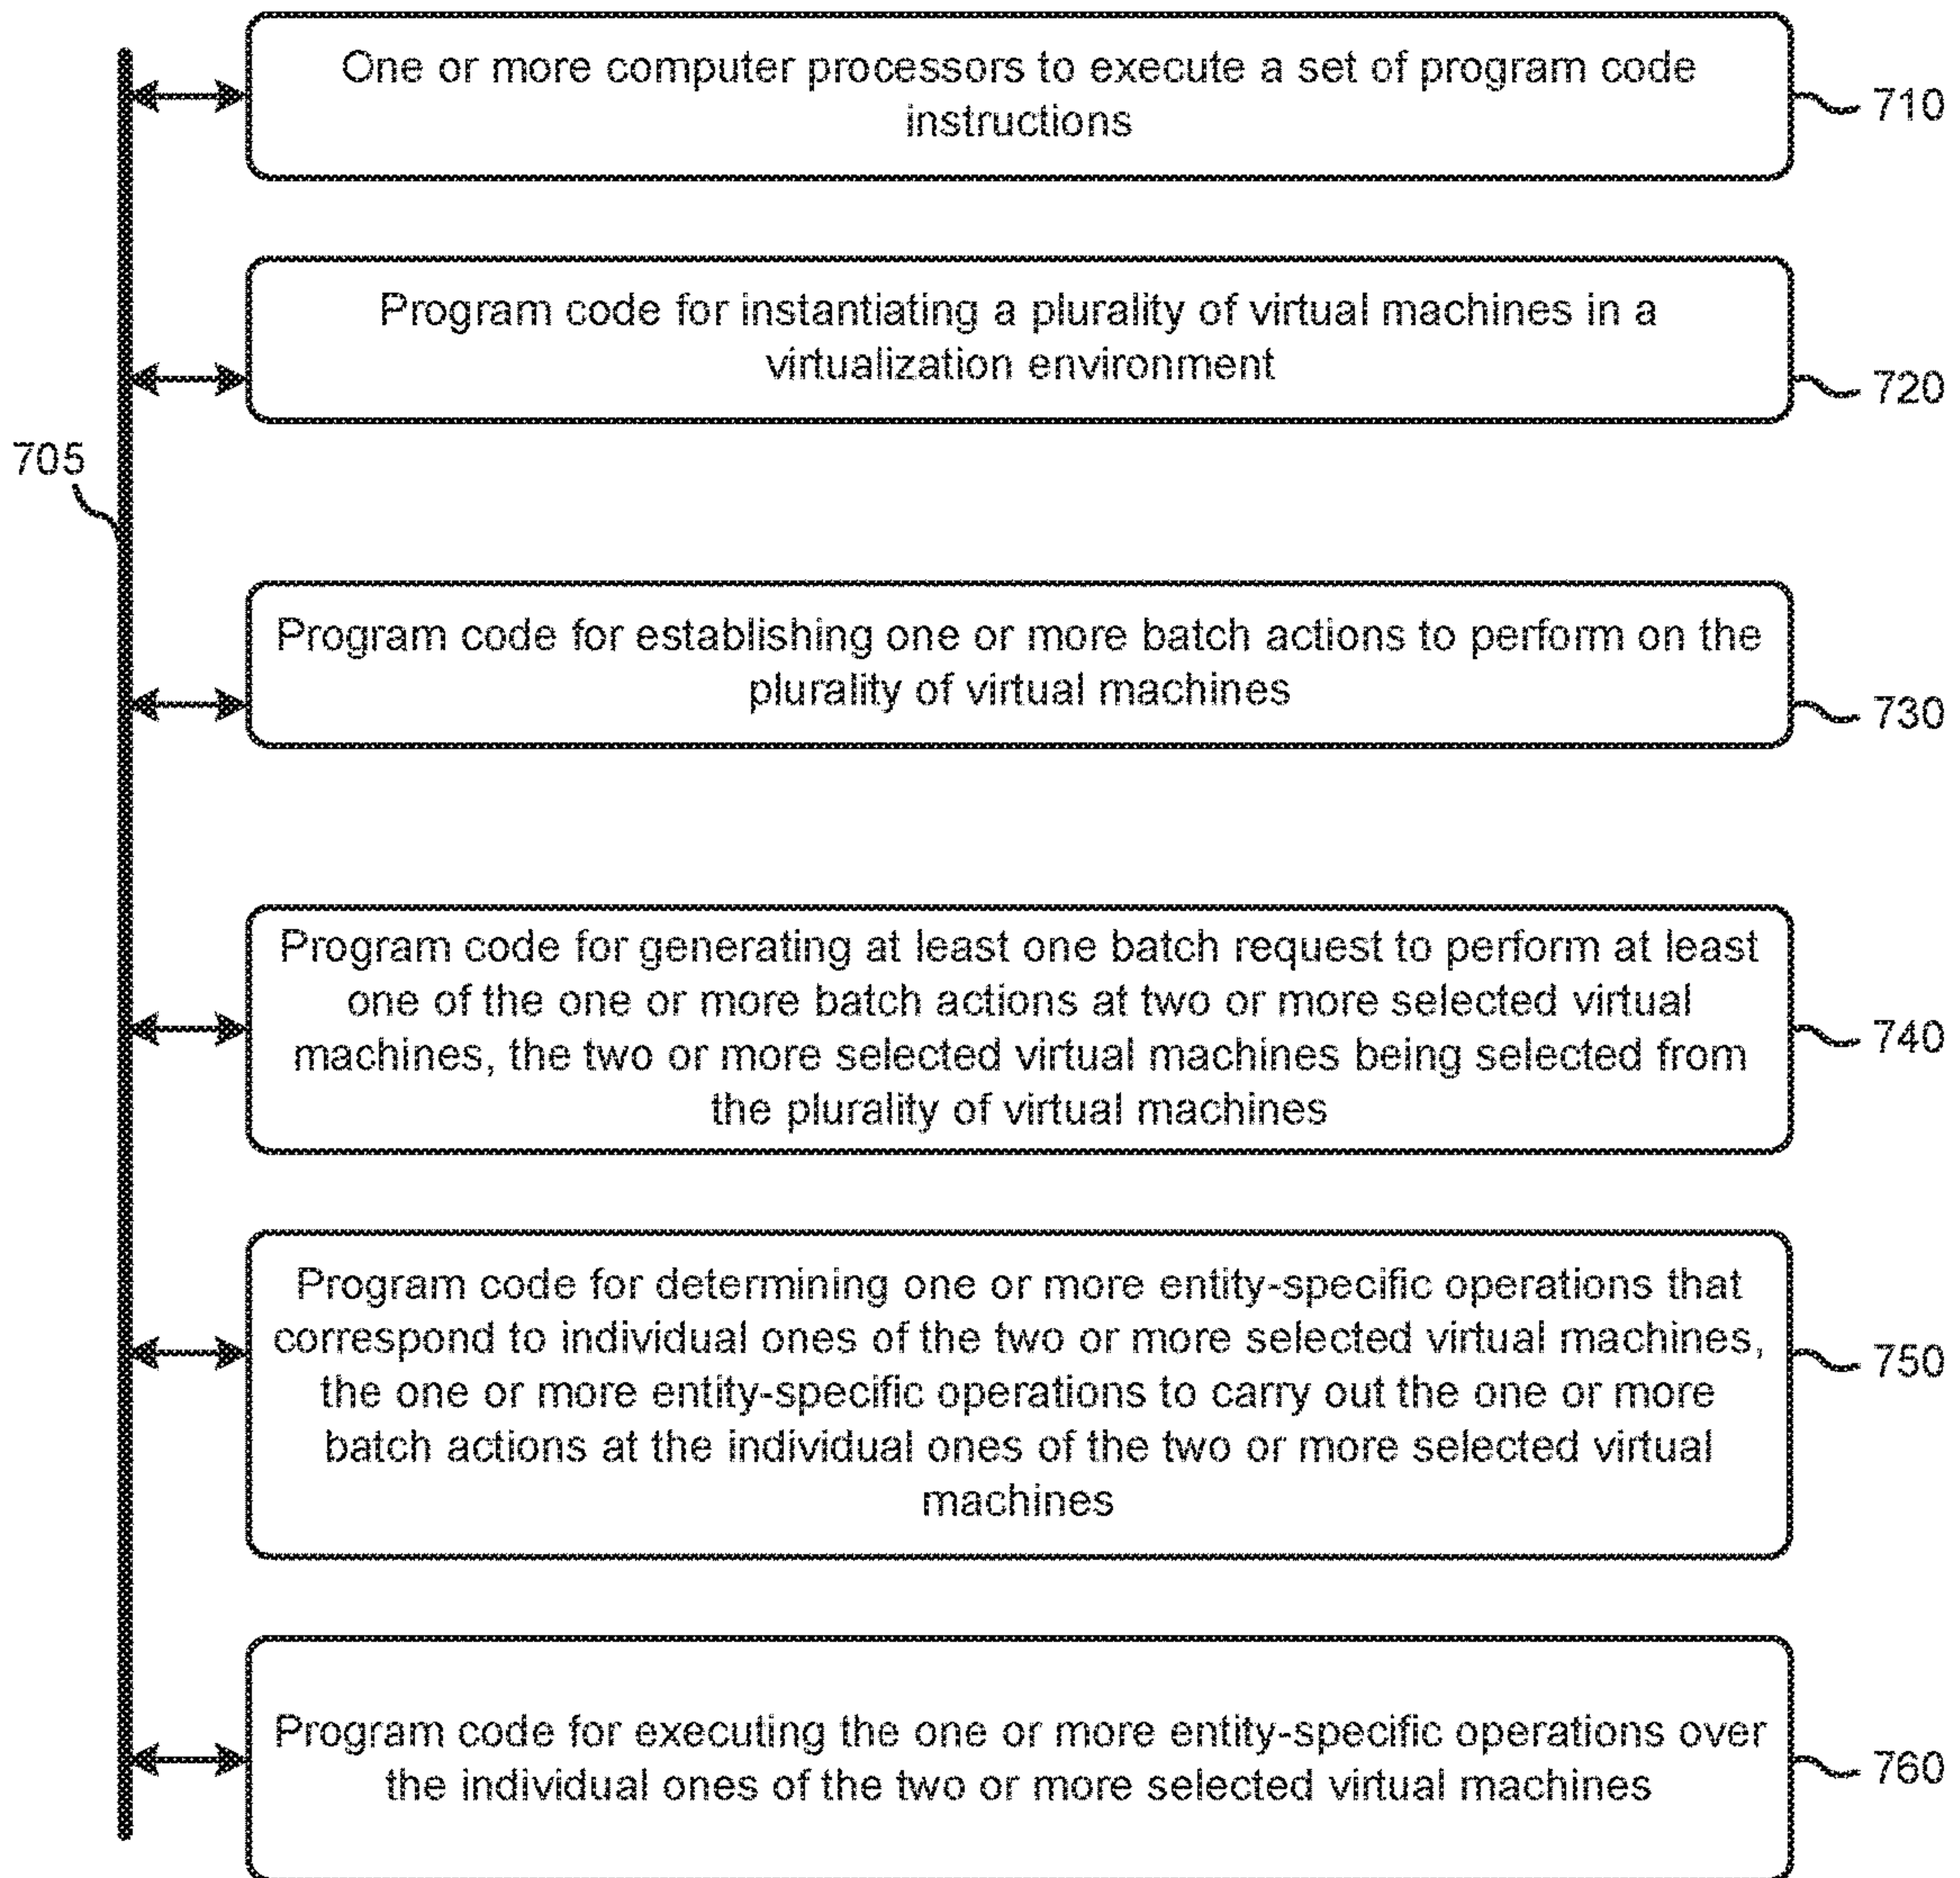 One or more computer processors to execute a set of program code
instructions
710
Program code for instantiating a plurality of virtual machines in a
virtualization environment
720
705
Program code for establishing one or more batch actions to perform on the
plurality of virtual machines
730
Program code for generating at least one batch request to perform at least
one of the one or more batch actions at two or more selected virtual
machines, the two or more selected virtual machines being selected from
the plurality of virtual machines
740
Program code for determining one or more entity-specific operations that
correspond to individual ones of the two or more selected virtual machines,
the one or more entity-specific operations to carry out the one or more
batch actions at the individual ones of the two or more selected virtual
machines
750
Program code for executing the one or more entity-specific operations over
the individual ones of the two or more selected virtual machines
760